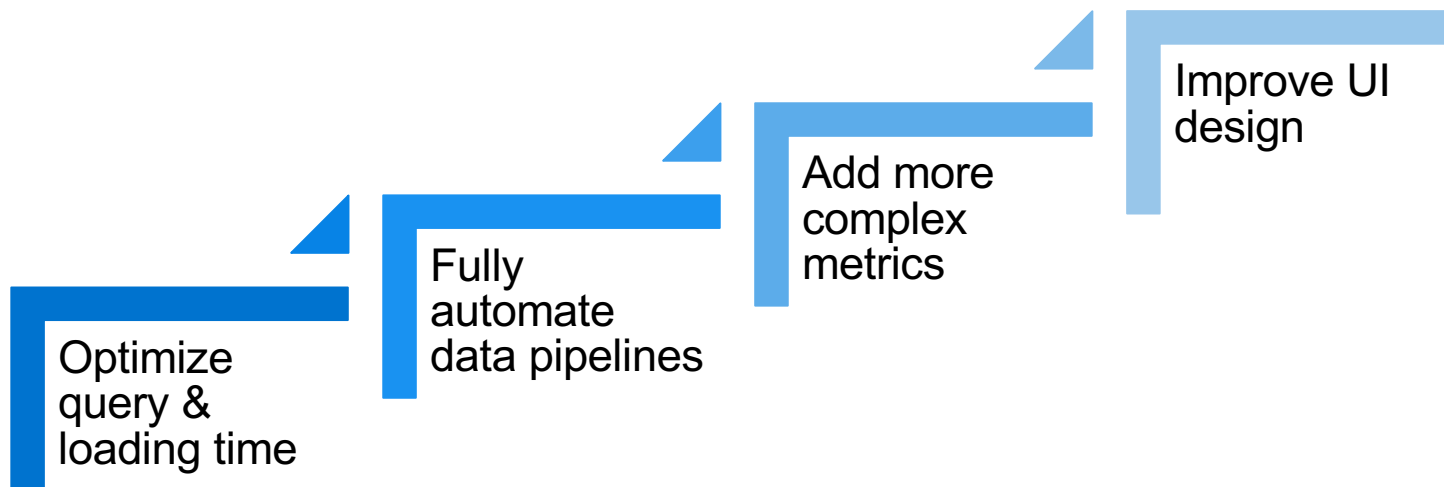 Optimize
query &
loading time
Fully
automate
data pipelines
Add more
complex
metrics
Improve UI
design